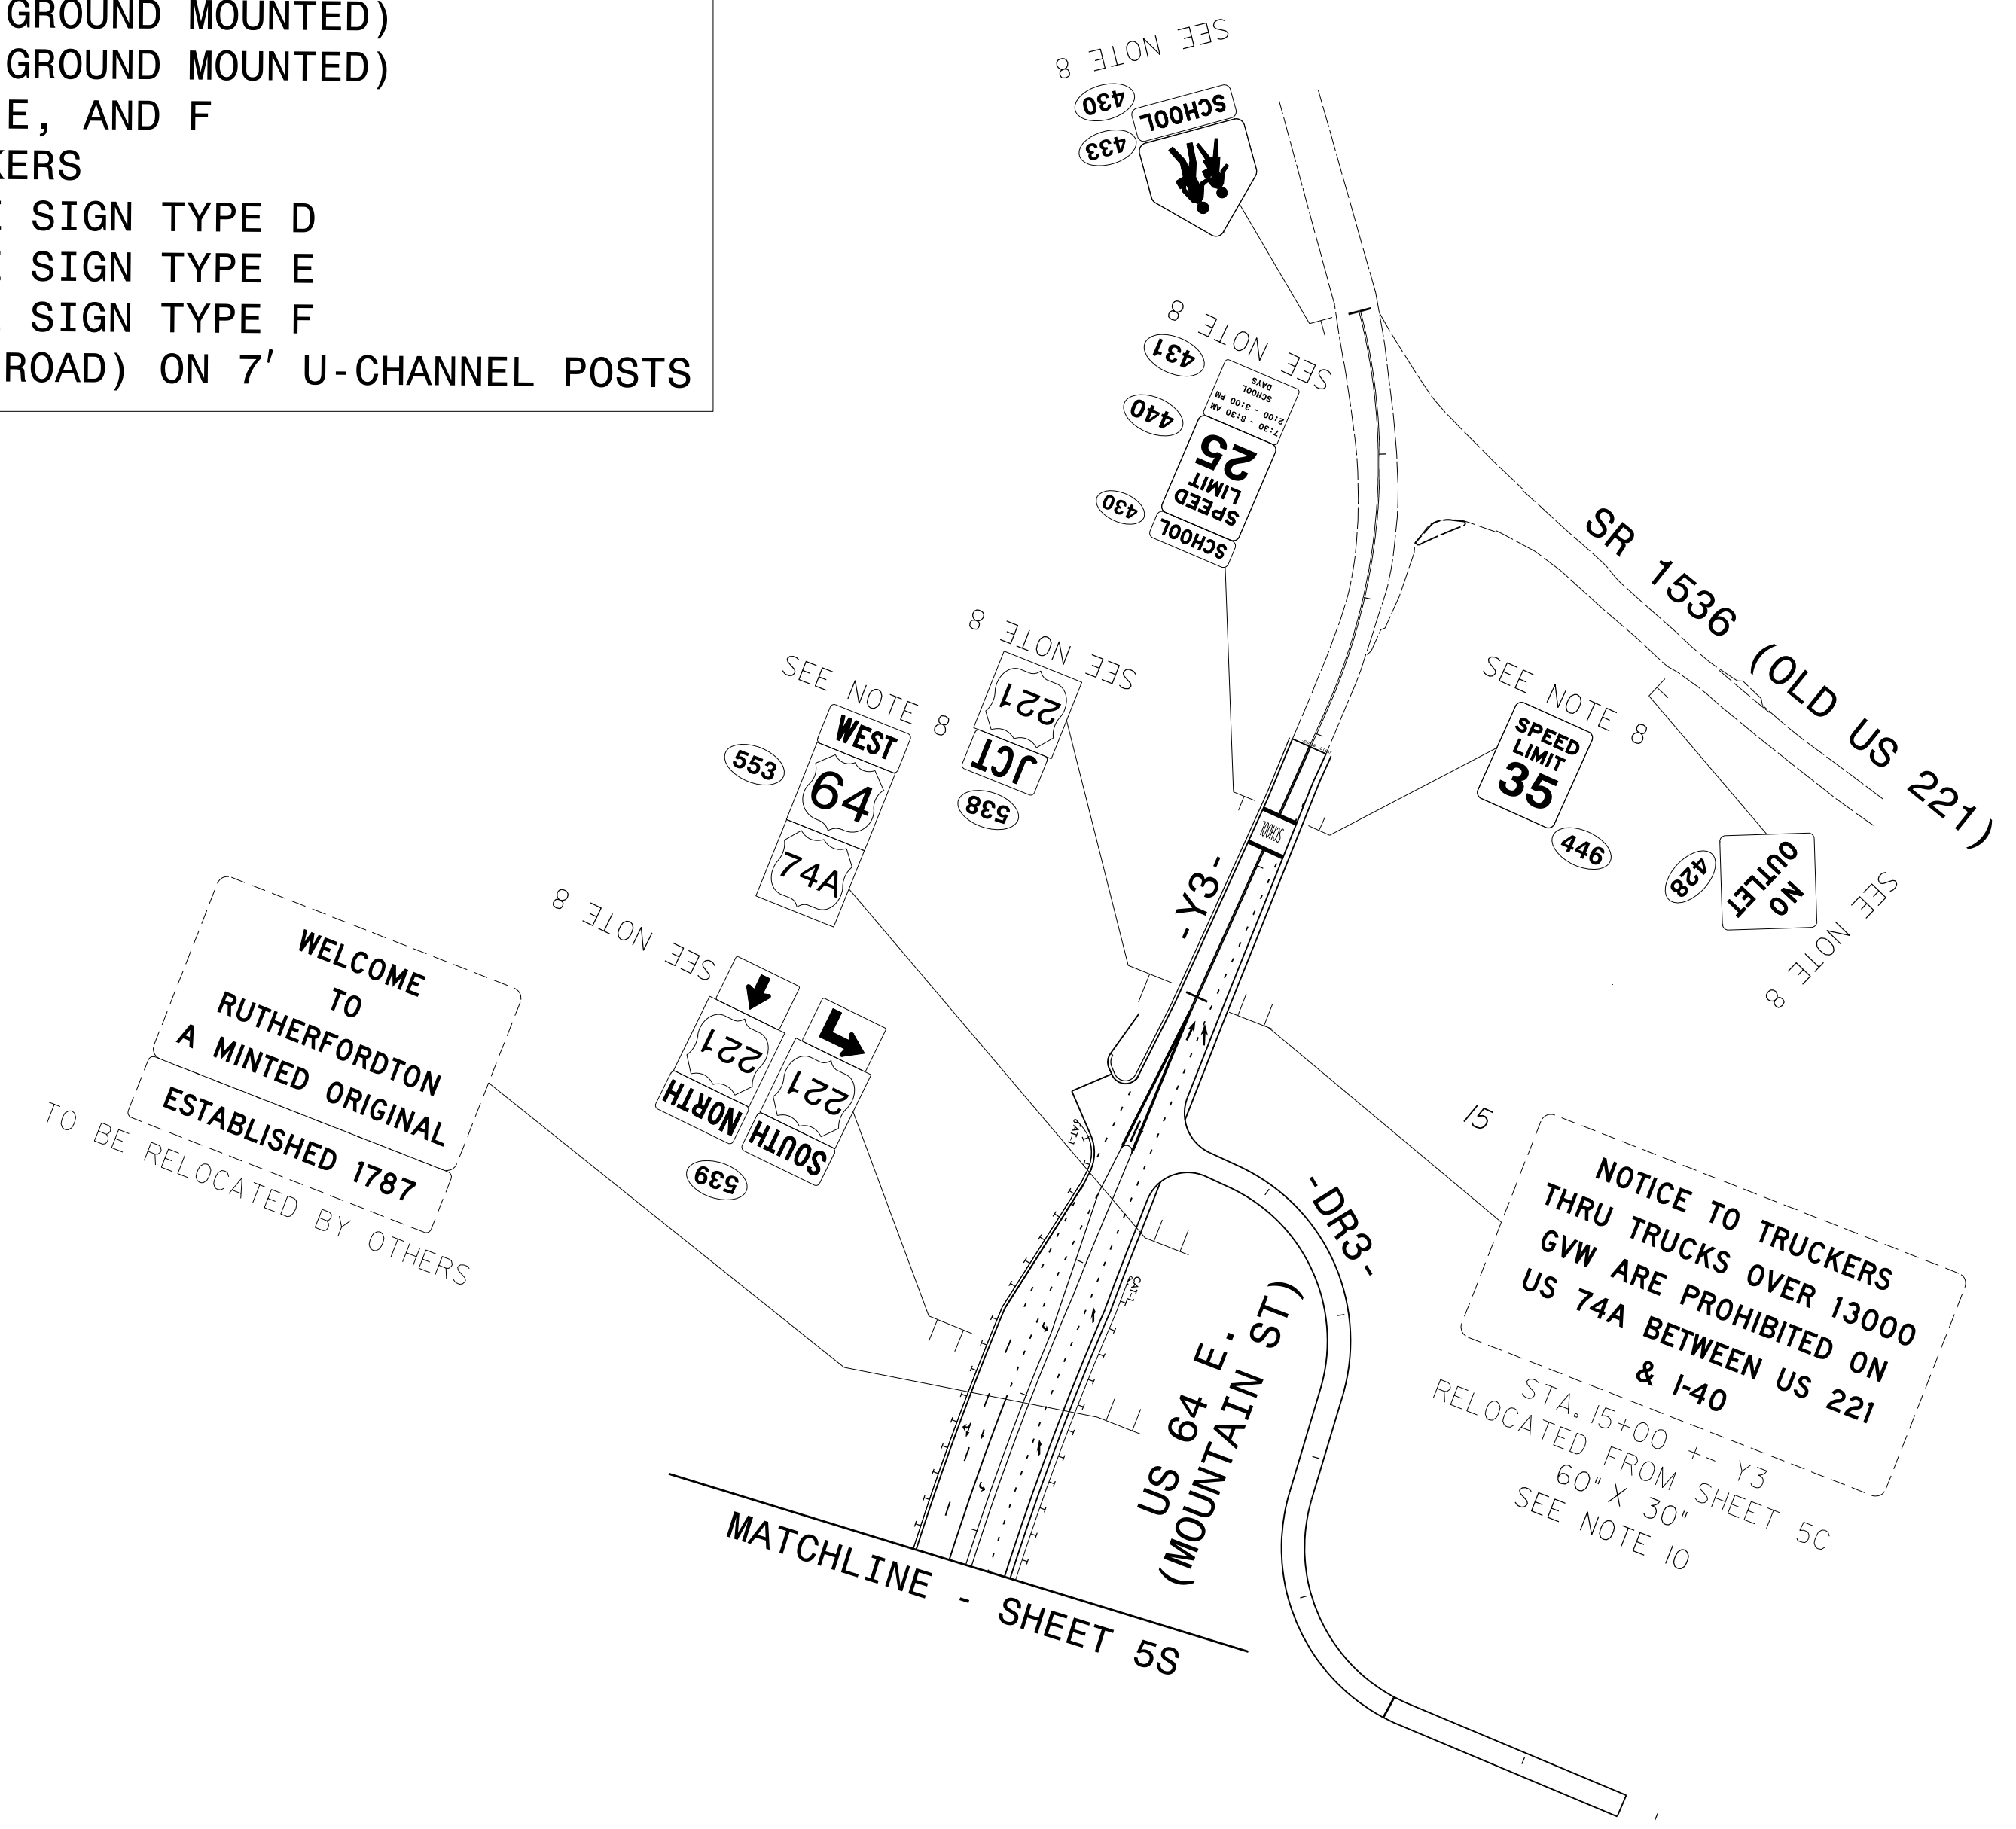 GROUND MOUNTED)
GROUND MOUNTED)
E, AND F
SIGN TYPE D
SIGN TYPE E
SIGN TYPE F
ROAD) ON 7' U-CHANNEL POSTS
SEE NOTE 8
430
433
SCHOOL
SEE NOTE 8
431
440
430
SCHOOL
SPEED
LIMIT
25
7:30 - 8:30 AM
2:00 - 3:00 PM
SCHOOL
DAYS
SR 1536 (OLD US 221)
SEE NOTE 8
JCT
221
538
SEE NOTE 8
553
WEST
64
74A
SEE NOTE 8
SPEED
LIMIT
35
446
428
NO
OUTLET
SEE NOTE 8
-Y3-
SCHOOL
SEE NOTE 8
NORTH
221
SOUTH
221
539
WELCOME
TO
RUTHERFORDTON
A MINTED ORIGINAL
ESTABLISHED 1787
TO BE RELOCATED BY OTHERS
CAT-1
CAT-1
-DR3-
US 64 E.
(MOUNTAIN ST)
15
NOTICE TO TRUCKERS
THRU TRUCKS OVER 13000
GVW ARE PROHIBITED ON
US 74A BETWEEN US 221
& I-40
STA. 15+00 +- Y3
RELOCATED FROM SHEET 5C
60" X 30"
SEE NOTE 10
MATCHLINE - SHEET 5S